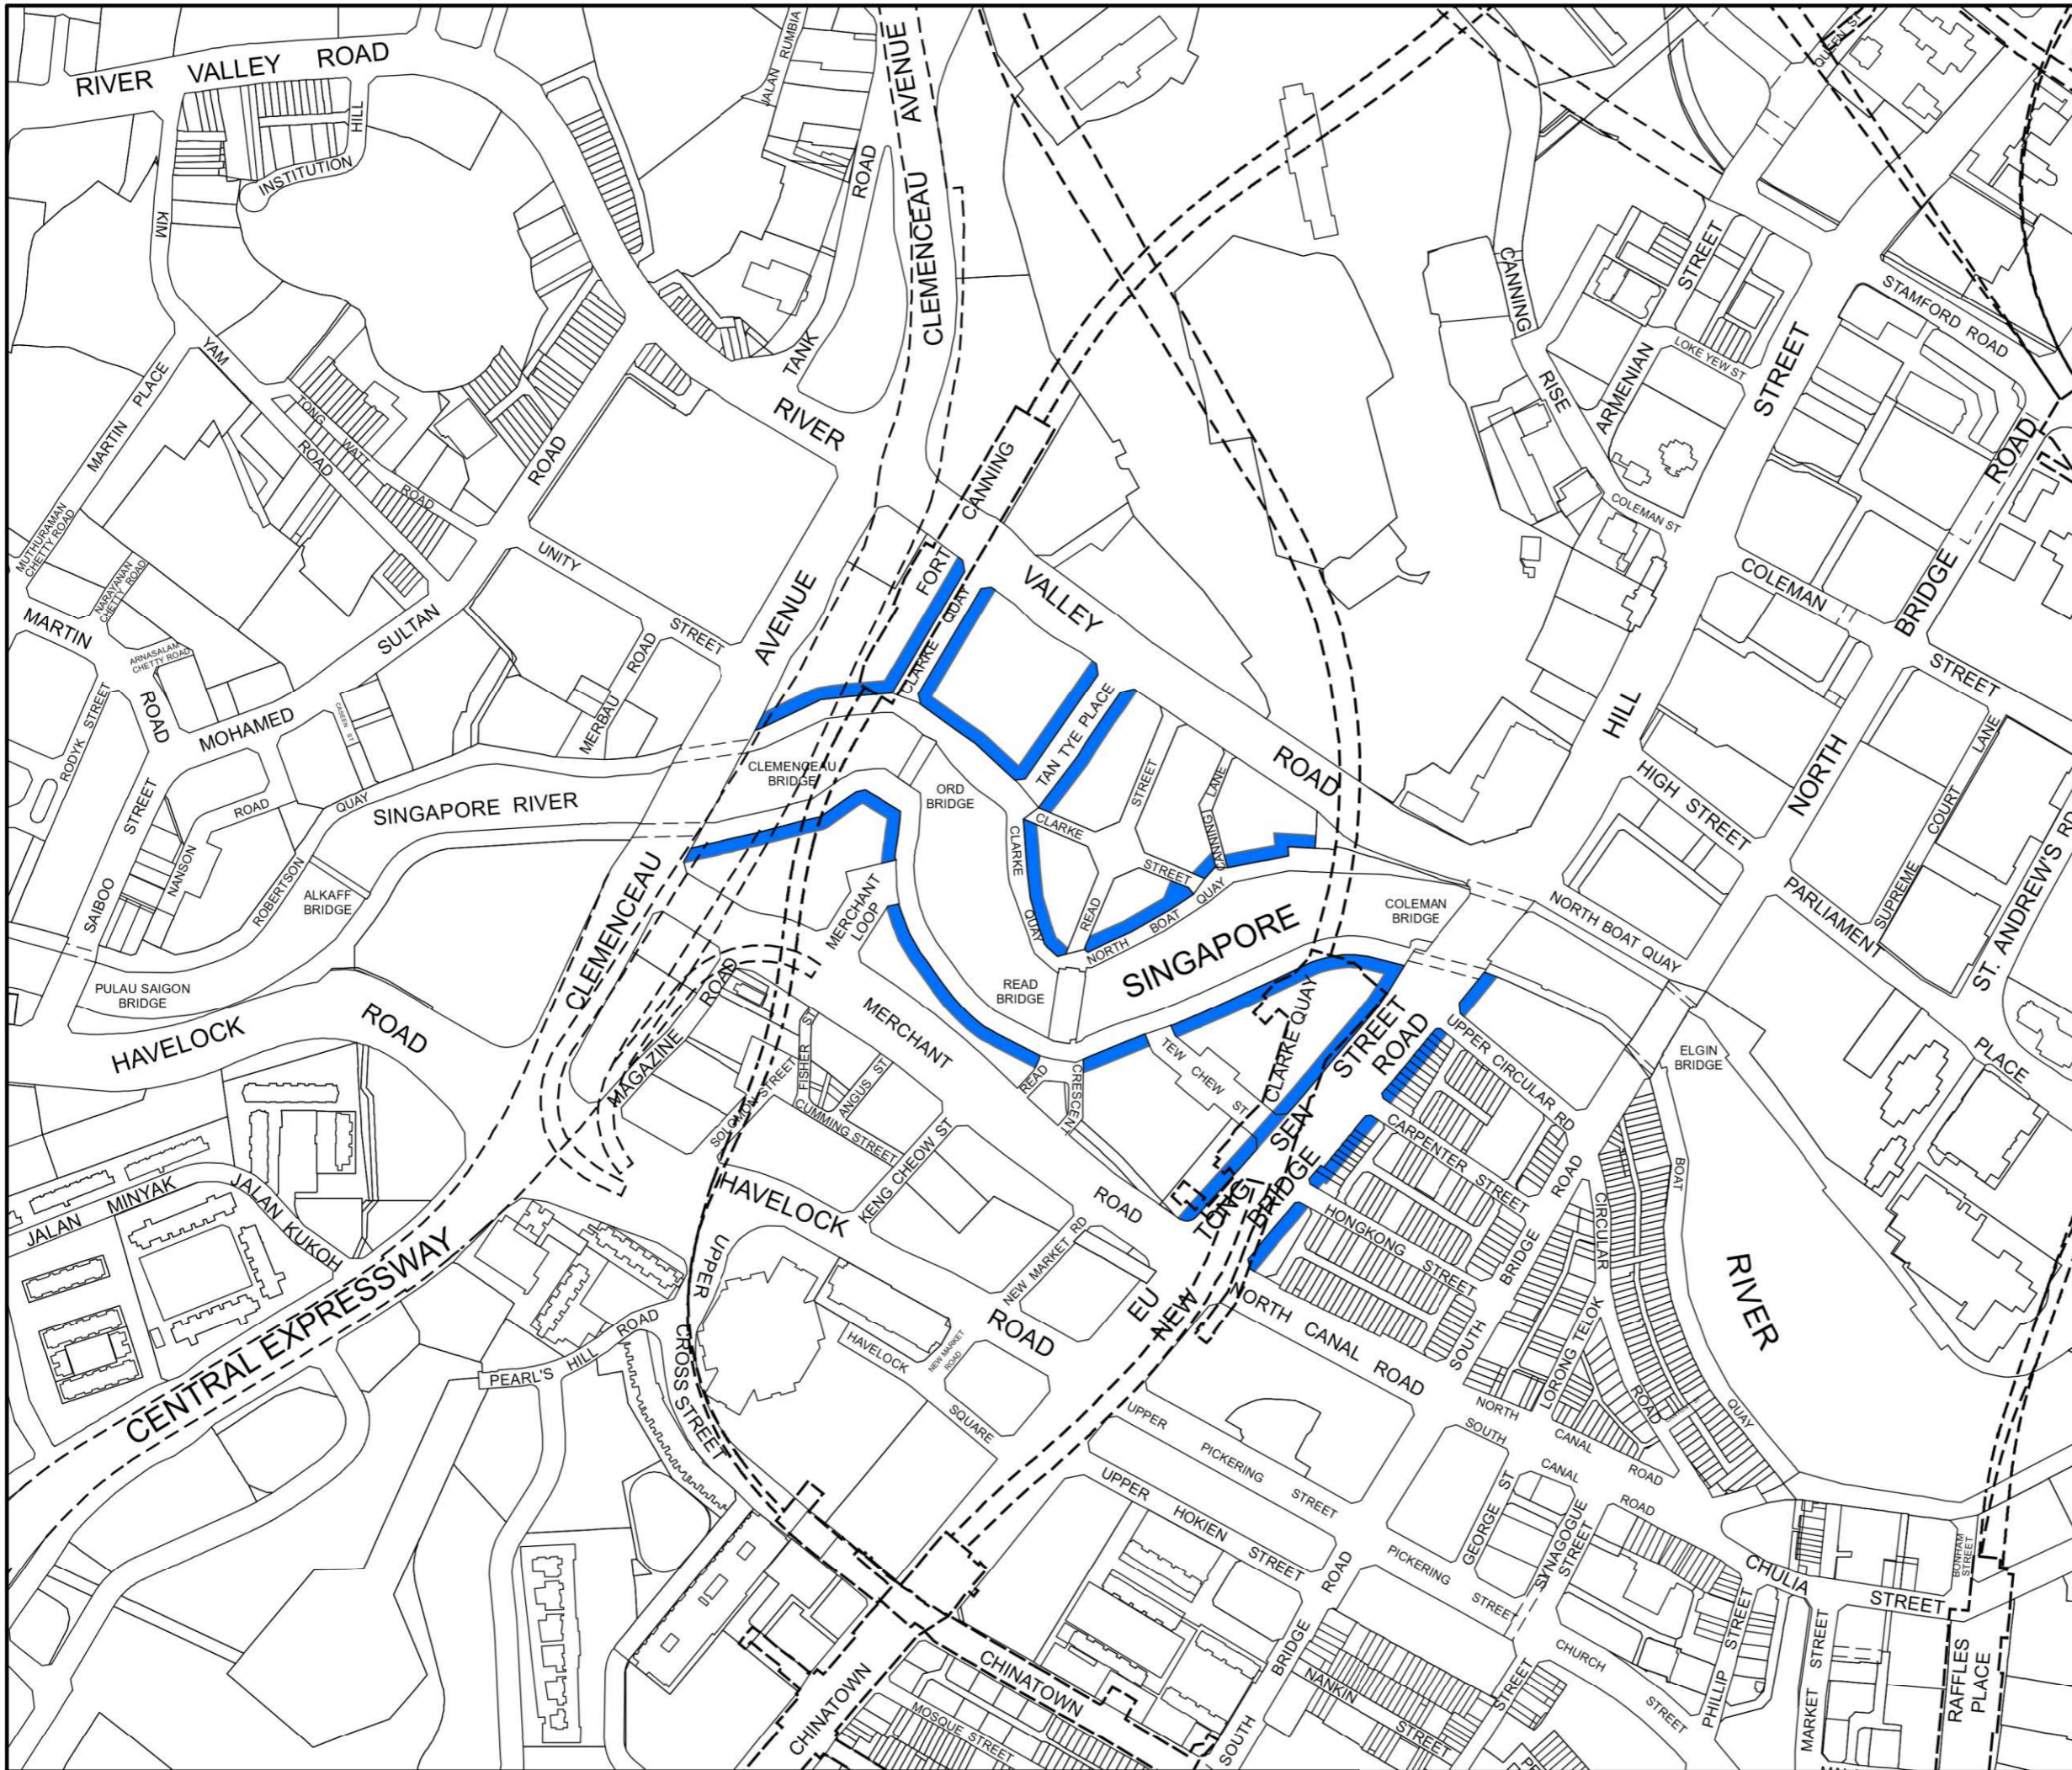 RIVER VALLEY ROAD
HILL
INSTITUTION
KIM
YAM
ROAD
JALAN RUMBIA
TANK
ROAD
AVENUE
CLEMENCEAU
AVENUE
RIVER
VALLEY
ROAD
FORT
CANNING
CANNING
RISE
ARMENIAN
STREET
LOKE YEW ST
STAMFORD ROAD
QUEEN ST
HILL
STREET
COLEMAN ST
COLEMAN
STREET
NORTH
BRIDGE
ROAD
HIGH STREET
PARLIAMENT
PLACE
SUPREME
COURT
LANE
ST. ANDREW'S
MARTIN
PLACE
MUTHURAMAN
CHETTY ROAD
NARAYANAN
CHETTY ROAD
ARNASALAM
CHETTY ROAD
MARTIN
ROAD
TONG
WATT
ROAD
UNITY
STREET
MOHAMED
SULTAN
ROAD
MERBAU
ROAD
CASEEN ST
RODYK
STREET
SAIBOO
STREET
NANSON
ROAD
ROBERTSON
QUAY
ALKAFF
BRIDGE
PULAU SAIGON
BRIDGE
SINGAPORE RIVER
CLEMENCEAU
BRIDGE
ORD
BRIDGE
CLARKE
QUAY
TAN TYE PLACE
CLARKE
STREET
CLARKE
QUAY
READ
STREET
CANNING
LANE
NORTH
BOAT
QUAY
READ
BRIDGE
SINGAPORE
RIVER
COLEMAN
BRIDGE
NORTH BOAT QUAY
ELGIN
BRIDGE
HAVELOCK
ROAD
CLEMENCEAU
MAGAZINE
ROAD
MERCHANT
LOOP
MERCHANT
ROAD
SOLOMON STREET
FISHER
ST
ANGUS ST
CUMMING STREET
KENG CHEOW ST
READ
CRESCENT
TEW
CHEW
ST
CLARKE QUAY
EU
TONG
SEN
STREET
NEW
BRIDGE
ROAD
UPPER CIRCULAR RD
CARPENTER
STREET
HONGKONG
STREET
NORTH
CANAL
ROAD
SOUTH
BRIDGE
ROAD
CIRCULAR
ROAD
LORONG TELOK
BOAT
QUAY
JALAN
MINYAK
JALAN KUKOH
CENTRAL EXPRESSWAY
HAVELOCK
ROAD
NEW MARKET RD
HAVELOCK
SQUARE
NEW MARKET
ROAD
UPPER
CROSS
STREET
PEARL'S
HILL
ROAD
UPPER
PICKERING
STREET
UPPER
HOKIEN
STREET
NORTH
CANAL
ROAD
SOUTH
CANAL
ROAD
GEORGE
ST
SYNAGOGUE
STREET
PICKERING
STREET
CHURCH
STREET
CHULIA
STREET
PHILLIP
STREET
MARKET
STREET
BONHAM
STREET
RAFFLES
PLACE
SOUTH
BRIDGE
ROAD
NANKIN
STREET
STREET
CHINATOWN
CHINATOWN
MOSQUE STREET